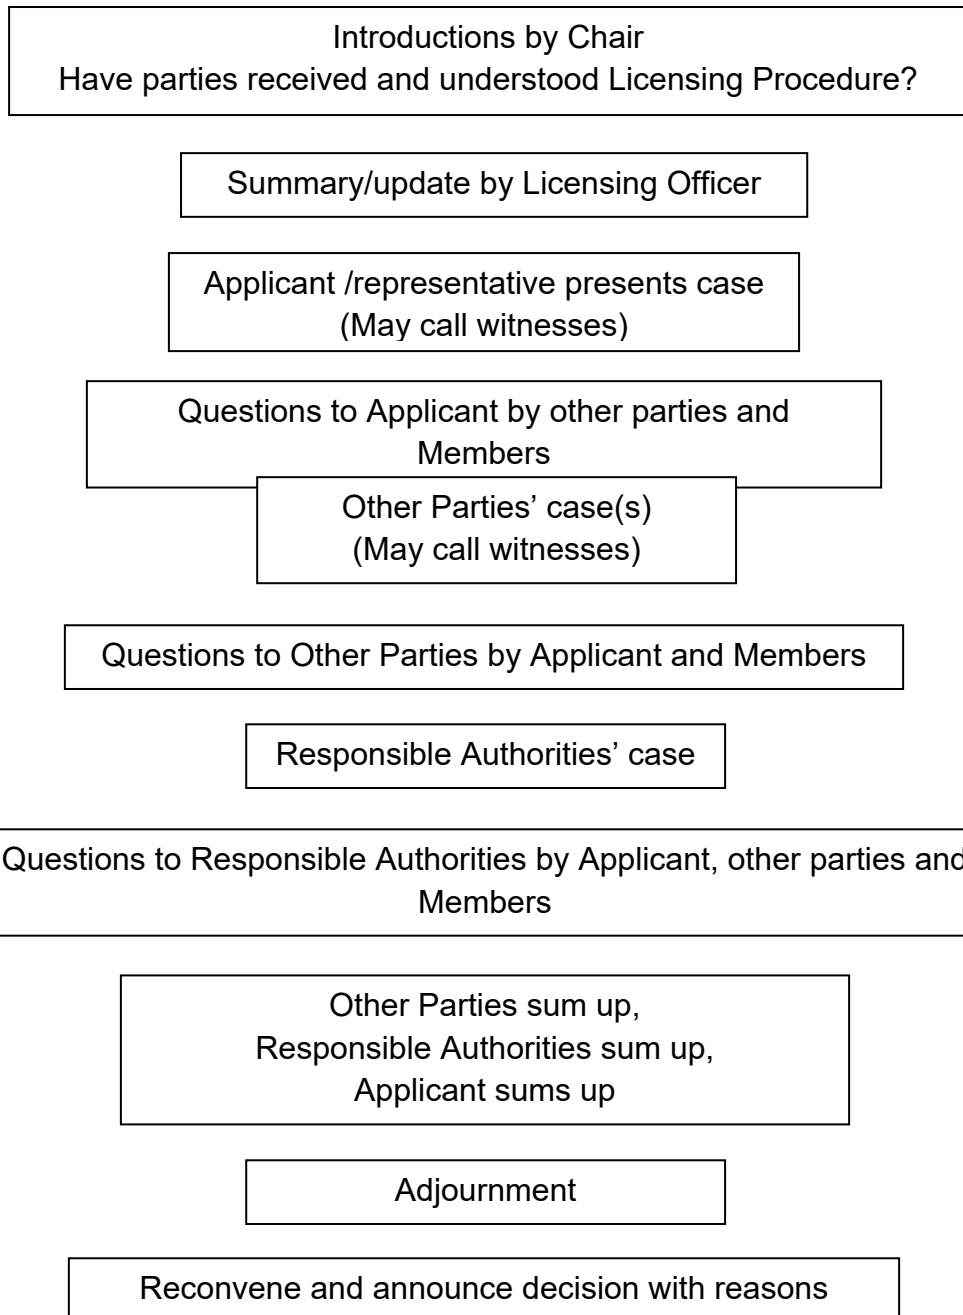 Introductions by Chair
Have parties received and understood Licensing Procedure?
Summary/update by Licensing Officer
Applicant /representative presents case
(May call witnesses)
Questions to Applicant by other parties and
Members
Other Parties’ case(s)
(May call witnesses)
Questions to Other Parties by Applicant and Members
Responsible Authorities’ case
Questions to Responsible Authorities by Applicant, other parties and
Members
Other Parties sum up,
Responsible Authorities sum up,
Applicant sums up
Adjournment
Reconvene and announce decision with reasons